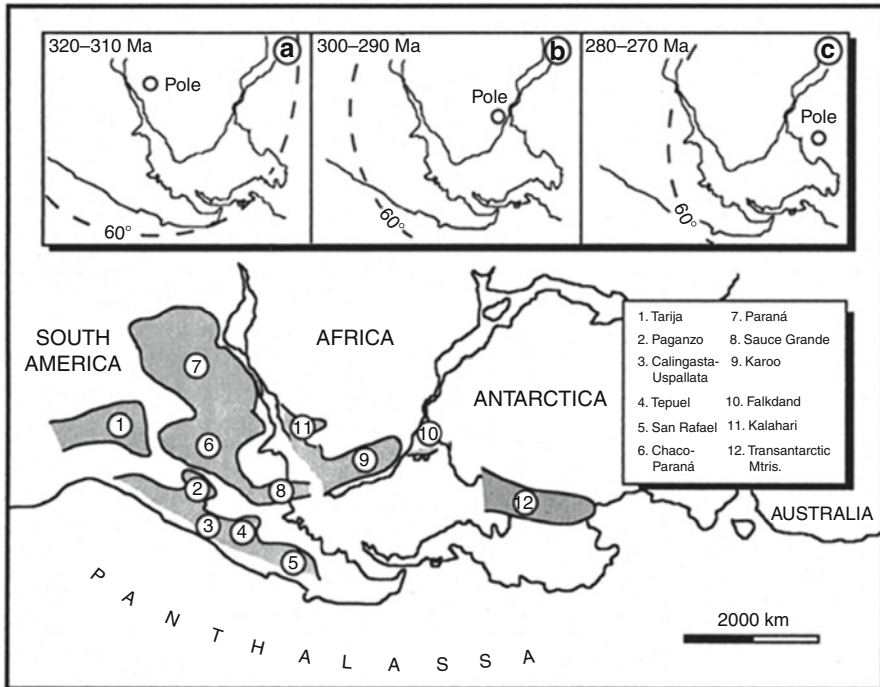 320–310 Ma
a
Pole
60°
300–290 Ma
b
Pole
60°
280–270 Ma
c
Pole
60°
SOUTH
AMERICA
AFRICA
ANTARCTICA
AUSTRALIA
PANTHALASSA
1
2
3
4
5
6
7
8
9
10
11
12
1. Tarija
2. Paganzo
3. Calingasta-
Uspallata
4. Tepuel
5. San Rafael
6. Chaco-
Paraná
7. Paraná
8. Sauce Grande
9. Karoo
10. Falkdand
11. Kalahari
12. Transantarctic
Mtris.
2000 km